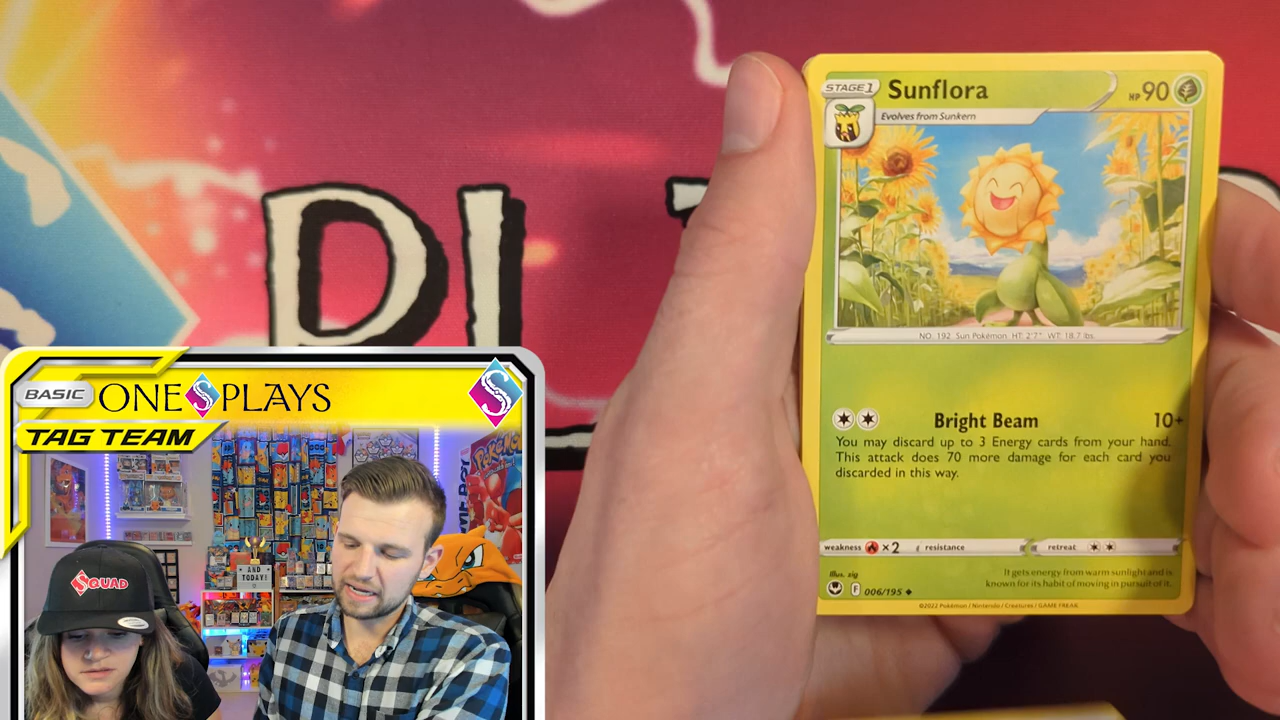 STAGE 1
Sunflora
HP 90
Evolves from Sunkern
NO. 192 Sun Pokémon HT: 2'7" WT: 18.7 lbs.
Bright Beam 10+
You may discard up to 3 Energy cards from your hand.
This attack does 70 more damage for each card you
discarded in this way.
weakness ×2 resistance retreat
Illus. zig
It gets energy from warm sunlight and is
known for its habit of moving in pursuit of it.
F 006/195
©2022 Pokémon / Nintendo / Creatures / GAME FREAK
BASIC ONE S PLAYS
TAG TEAM
SQUAD
AND
TODAY!